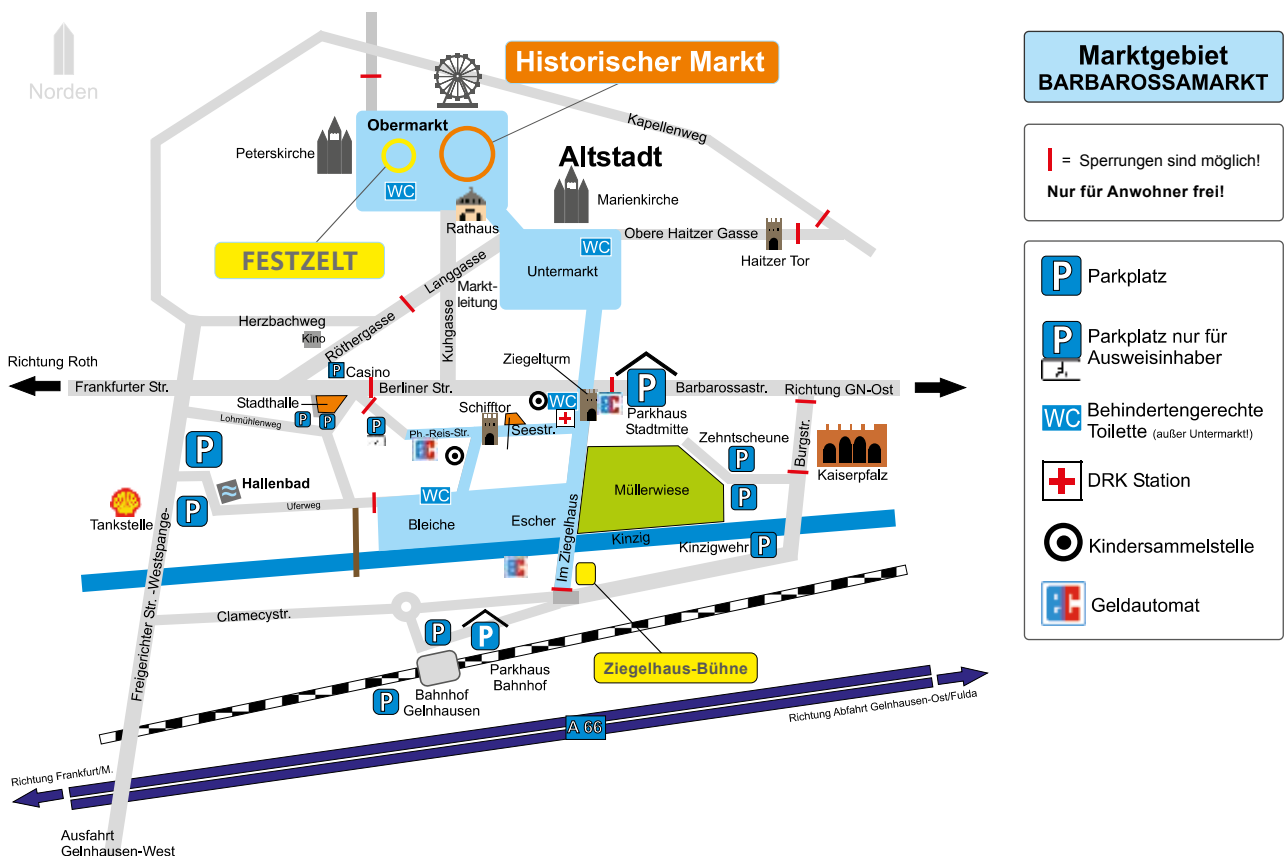 Norden
Historischer Markt
Obermarkt
Peterskirche
WC
Rathaus
Altstadt
Marienkirche
Kapellenweg
FESTZELT
WC
Untermarkt
Obere Haitzer Gasse
Haitzer Tor
Langgasse
Markt-
leitung
Kuhgasse
Röthergasse
Herzbachweg
Kino
Richtung Roth
Frankfurter Str.
P
Casino
Berliner Str.
Ziegelturm
P
Barbarossastr.
Richtung GN-Ost
Stadthalle
Lohmühlenweg
P
P
P
Schifftor
WC
EC
Parkhaus
Stadtmitte
Ph.-Reis-Str.
EC
Seestr.
Zehntscheune
P
P
Burgstr.
Kaiserpfalz
P
Hallenbad
P
Tankstelle
Uferweg
WC
Bleiche
Escher
Müllerwiese
Kinzig
Kinzigwehr
P
Im Ziegelhaus
EC
Freigerichter Str. -Westspange-
Clamecystr.
P
P
Parkhaus
Bahnhof
Ziegelhaus-Bühne
P
Bahnhof
Gelnhausen
A 66
Richtung Abfahrt Gelnhausen-Ost/Fulda
Richtung Frankfurt/M.
Ausfahrt
Gelnhausen-West
Marktgebiet
BARBAROSSAMARKT
= Sperrungen sind möglich!
Nur für Anwohner frei!
P Parkplatz
P Parkplatz nur für
Ausweisinhaber
WC Behindertengerechte
Toilette (außer Untermarkt!)
DRK Station
Kindersammelstelle
EC Geldautomat